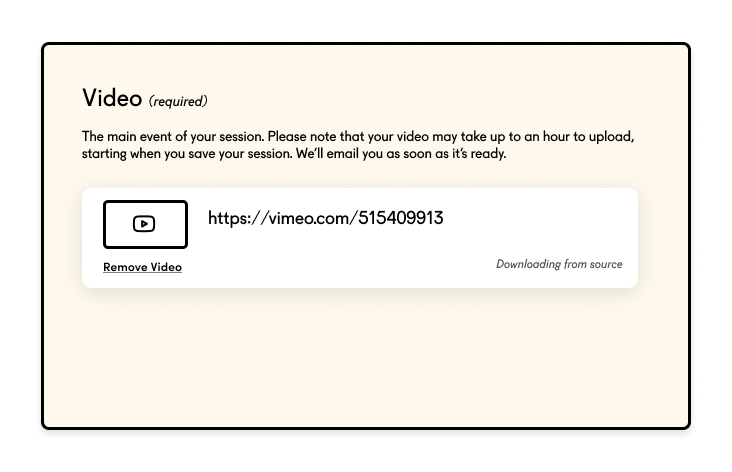 Video (required)
The main event of your session. Please note that your video may take up to an hour to upload,
starting when you save your session. We’ll email you as soon as it’s ready.
https://vimeo.com/515409913
Remove Video
Downloading from source